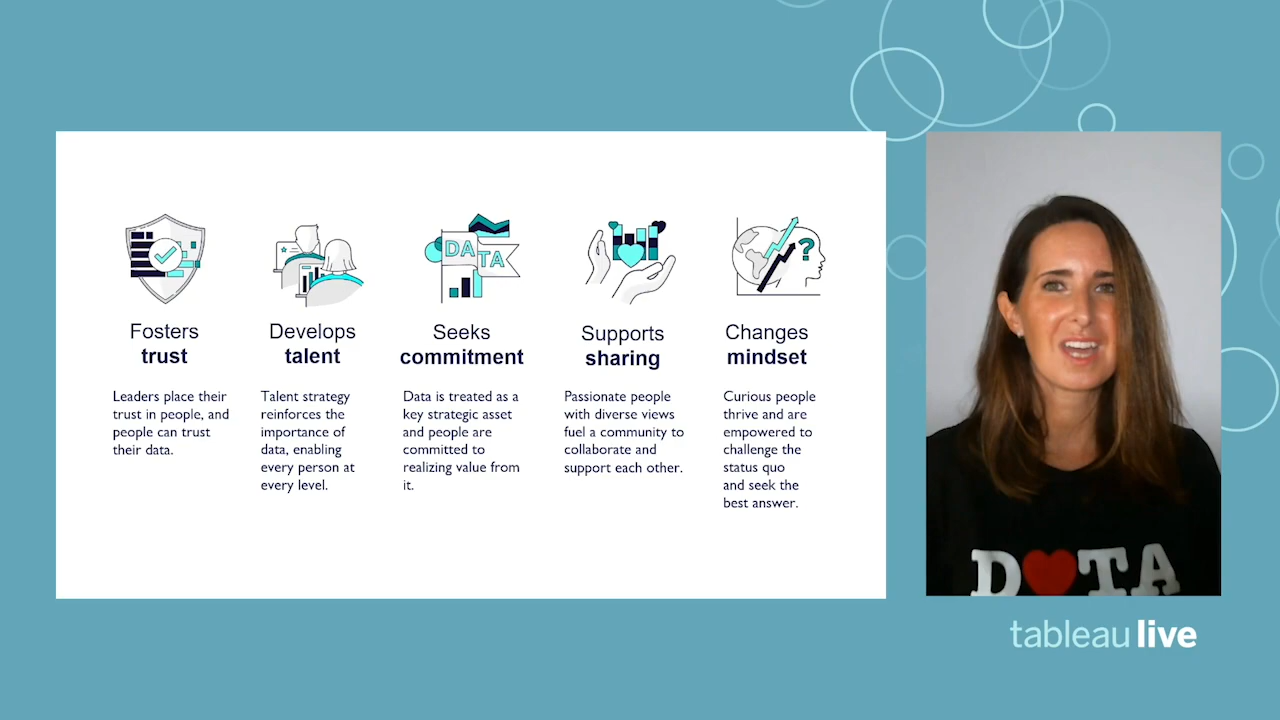 DA
TA
?
Fosters
trust
Leaders place their
trust in people, and
people can trust
their data.
Develops
talent
Talent strategy
reinforces the
importance of
data, enabling
every person at
every level.
Seeks
commitment
Data is treated as a
key strategic asset
and people are
committed to
realizing value from
it.
Supports
sharing
Passionate people
with diverse views
fuel a community to
collaborate and
support each other.
Changes
mindset
Curious people
thrive and are
empowered to
challenge the
status quo
and seek the
best answer.
D♥TA
tableau live